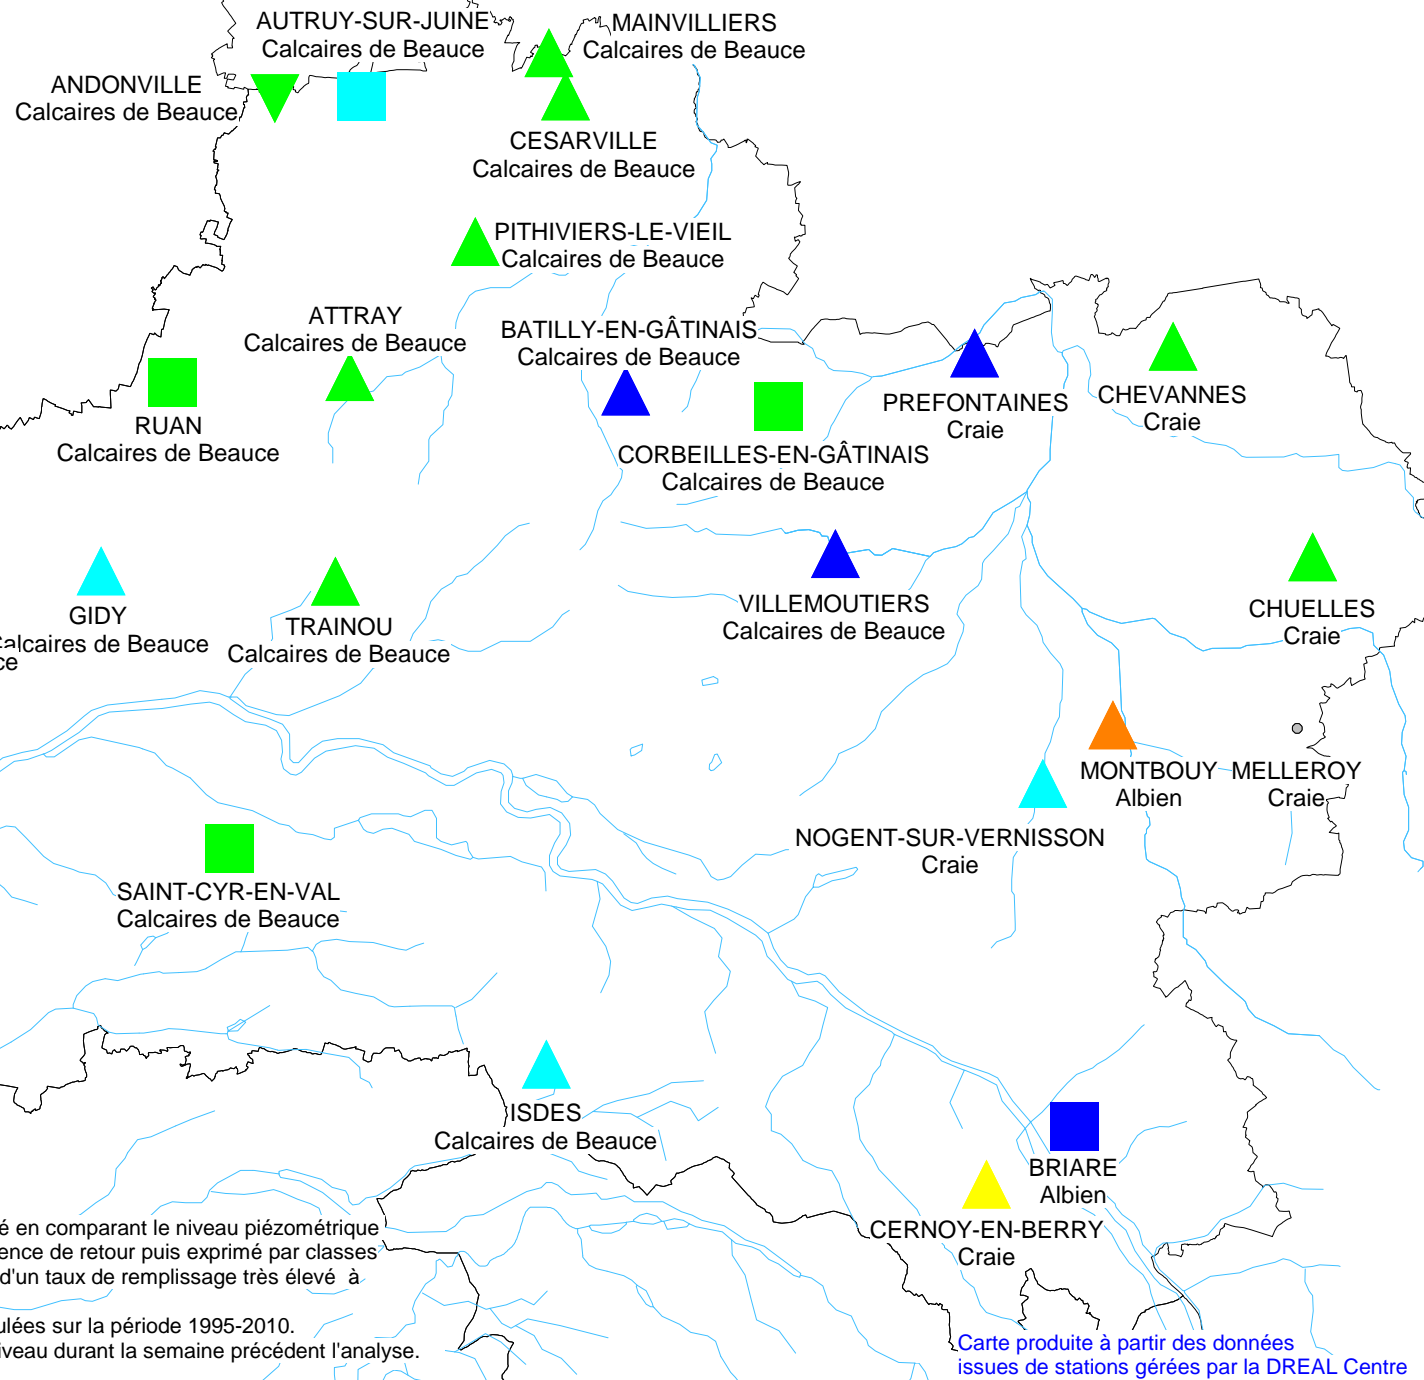 AUTRUY-SUR-JUINE
Calcaires de Beauce
MAINVILLIERS
Calcaires de Beauce
ANDONVILLE
Calcaires de Beauce
CESARVILLE
Calcaires de Beauce
PITHIVIERS-LE-VIEIL
Calcaires de Beauce
ATTRAY
Calcaires de Beauce
BATILLY-EN-GÂTINAIS
Calcaires de Beauce
RUAN
Calcaires de Beauce
CORBEILLES-EN-GÂTINAIS
Calcaires de Beauce
PREFONTAINES
Craie
CHEVANNES
Craie
GIDY
Calcaires de Beauce
ce
TRAINOU
Calcaires de Beauce
VILLEMOUTIERS
Calcaires de Beauce
CHUELLES
Craie
MONTBOUY
Albien
MELLEROY
Craie
NOGENT-SUR-VERNISSON
Craie
SAINT-CYR-EN-VAL
Calcaires de Beauce
ISDES
Calcaires de Beauce
BRIARE
Albien
CERNOY-EN-BERRY
Craie
é en comparant le niveau piézométrique
ence de retour puis exprimé par classes
d'un taux de remplissage très élevé à
ulées sur la période 1995-2010.
iveau durant la semaine précédent l'analyse.
Carte produite à partir des données
issues de stations gérées par la DREAL Centre